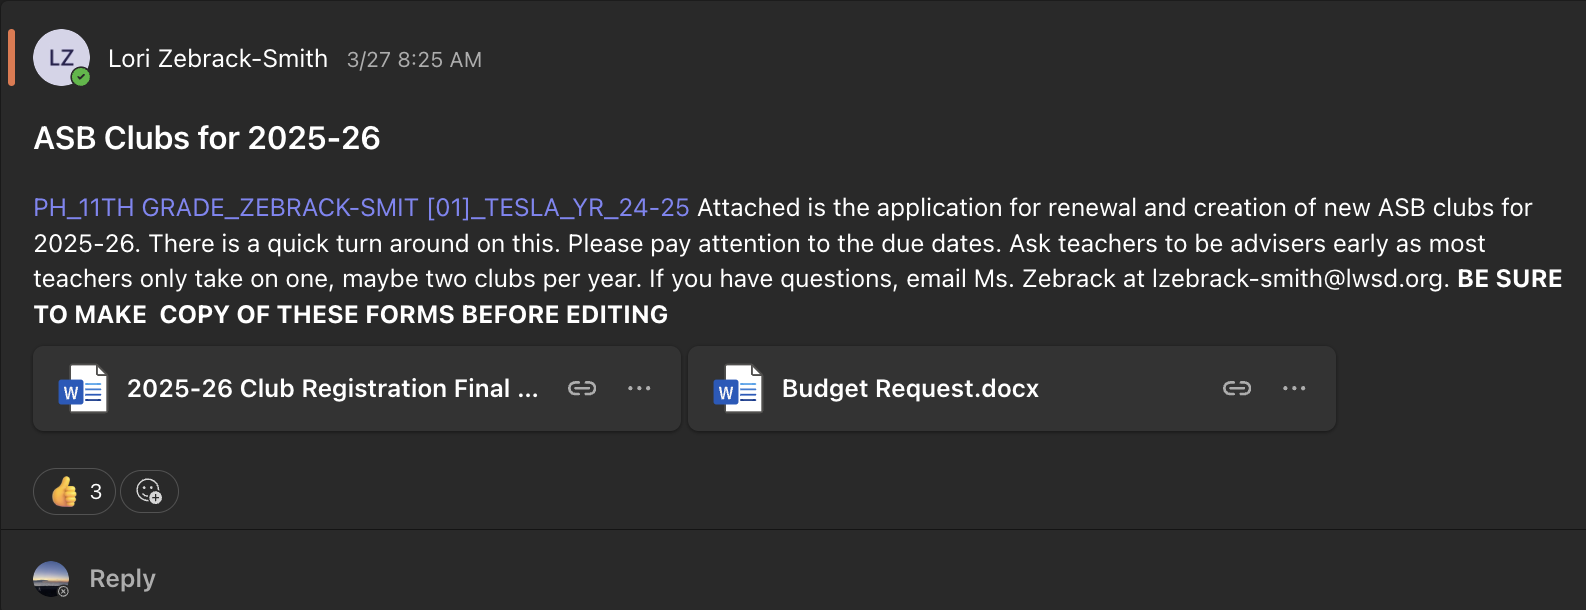 LZ
Lori Zebrack-Smith 3/27 8:25 AM
ASB Clubs for 2025-26
PH_11TH GRADE_ZEBRACK-SMIT [01]_TESLA_YR_24-25 Attached is the application for renewal and creation of new ASB clubs for
2025-26. There is a quick turn around on this. Please pay attention to the due dates. Ask teachers to be advisers early as most
teachers only take on one, maybe two clubs per year. If you have questions, email Ms. Zebrack at lzebrack-smith@lwsd.org. BE SURE
TO MAKE  COPY OF THESE FORMS BEFORE EDITING
W 2025-26 Club Registration Final ...
W Budget Request.docx
3
Reply